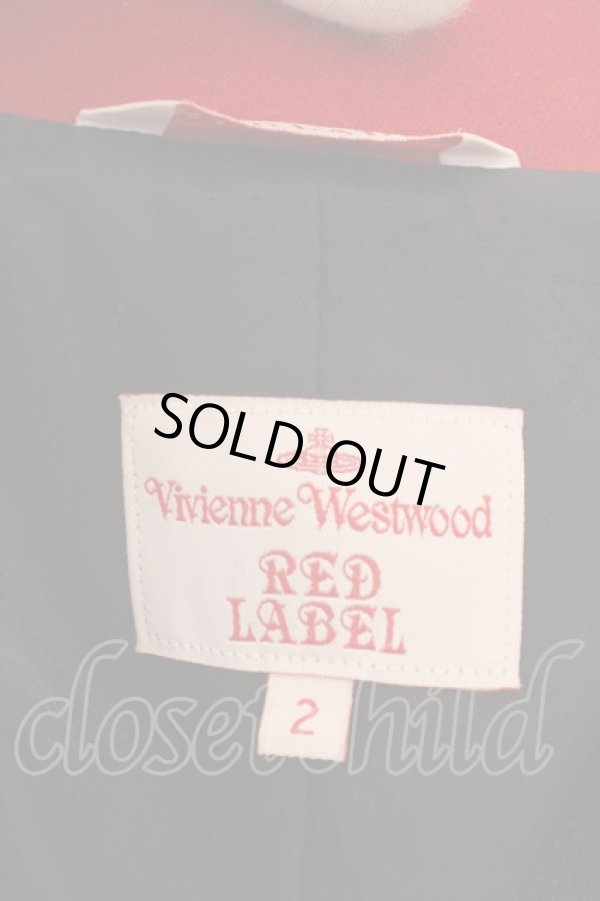 SOLD OUT
Vivienne Westwood
RED
LABEL
2
closet child